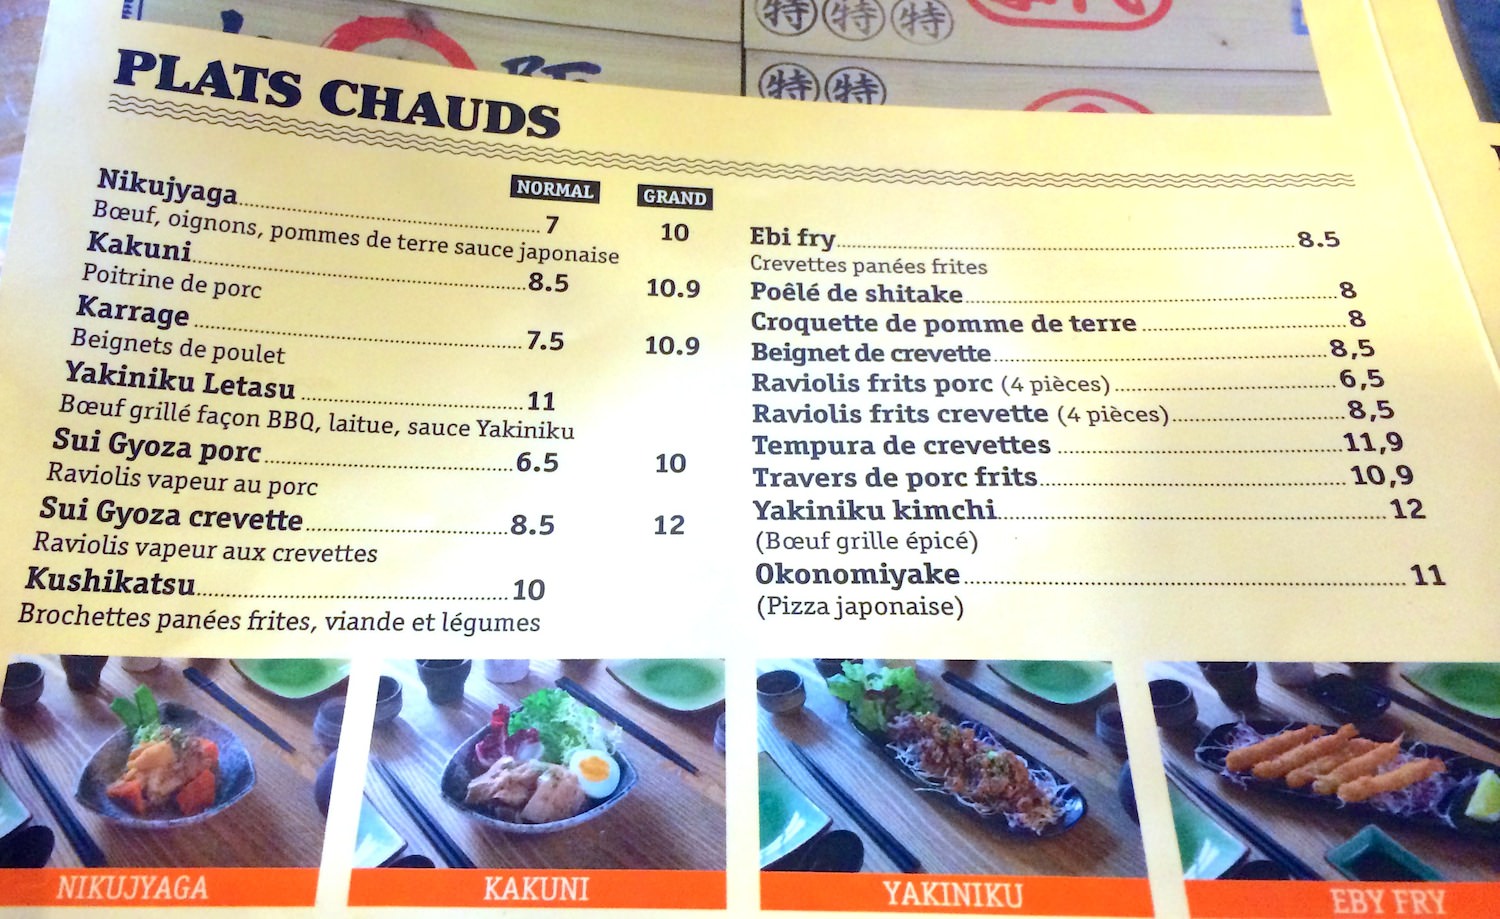 特 特 特
特 特
PLATS CHAUDS
NORMAL GRAND
Nikujyaga 7 10
Bœuf, oignons, pommes de terre sauce japonaise
Kakuni 8.5 10.9
Poitrine de porc
Karrage 7.5 10.9
Beignets de poulet
Yakiniku Letasu 11
Bœuf grillé façon BBQ, laitue, sauce Yakiniku
Sui Gyoza porc 6.5 10
Raviolis vapeur au porc
Sui Gyoza crevette 8.5 12
Raviolis vapeur aux crevettes
Kushikatsu 10
Brochettes panées frites, viande et légumes
Ebi fry 8.5
Crevettes panées frites
Poêlé de shitake 8
Croquette de pomme de terre 8
Beignet de crevette 8,5
Raviolis frits porc (4 pièces) 6,5
Raviolis frits crevette (4 pièces) 8,5
Tempura de crevettes 11,9
Travers de porc frits 10,9
Yakiniku kimchi 12
(Bœuf grille épicé)
Okonomiyake 11
(Pizza japonaise)
NIKUJYAGA
KAKUNI
YAKINIKU
EBY FRY